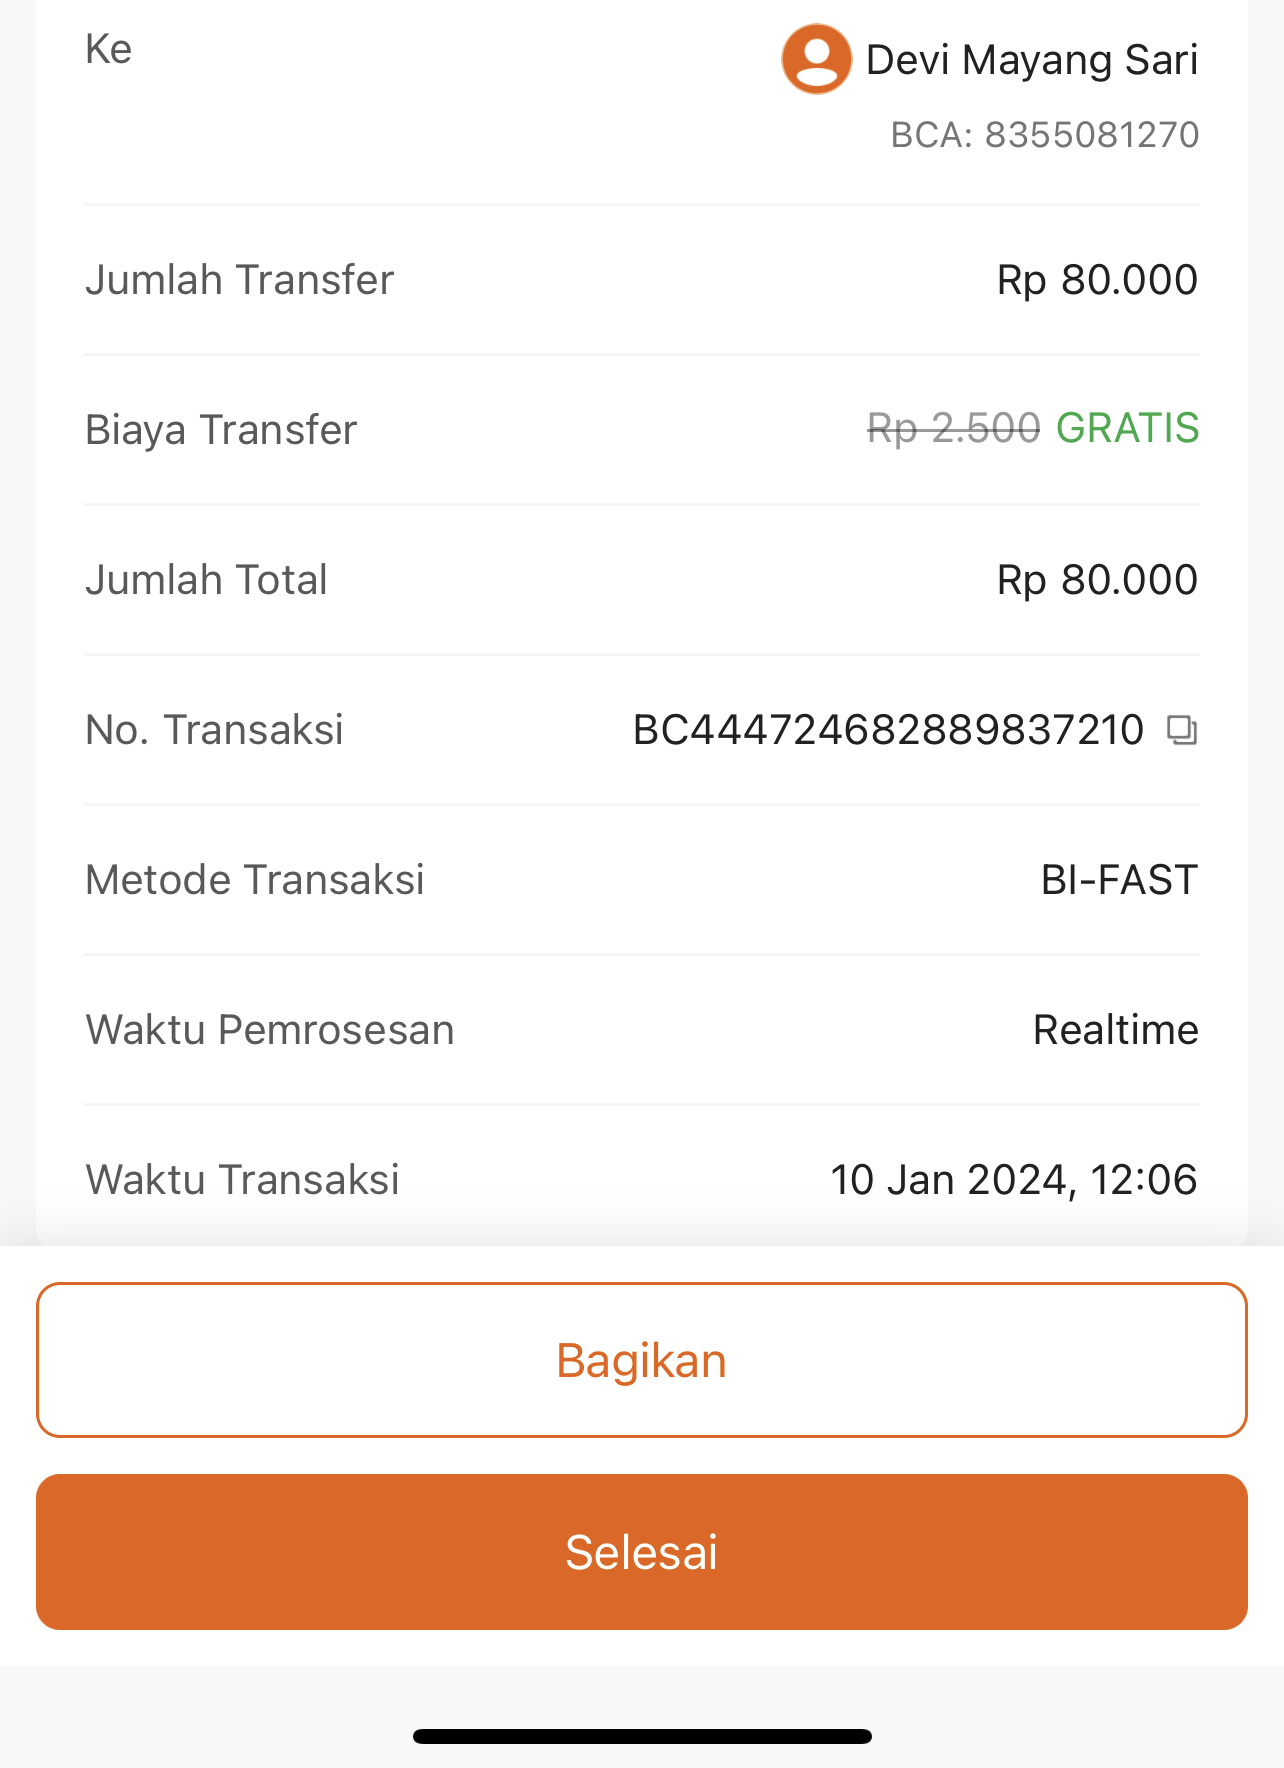 Ke
Devi Mayang Sari
BCA: 8355081270
Jumlah Transfer Rp 80.000
Biaya Transfer Rp 2.500 GRATIS
Jumlah Total Rp 80.000
No. Transaksi BC444724682889837210
Metode Transaksi BI-FAST
Waktu Pemrosesan Realtime
Waktu Transaksi 10 Jan 2024, 12:06
Bagikan
Selesai